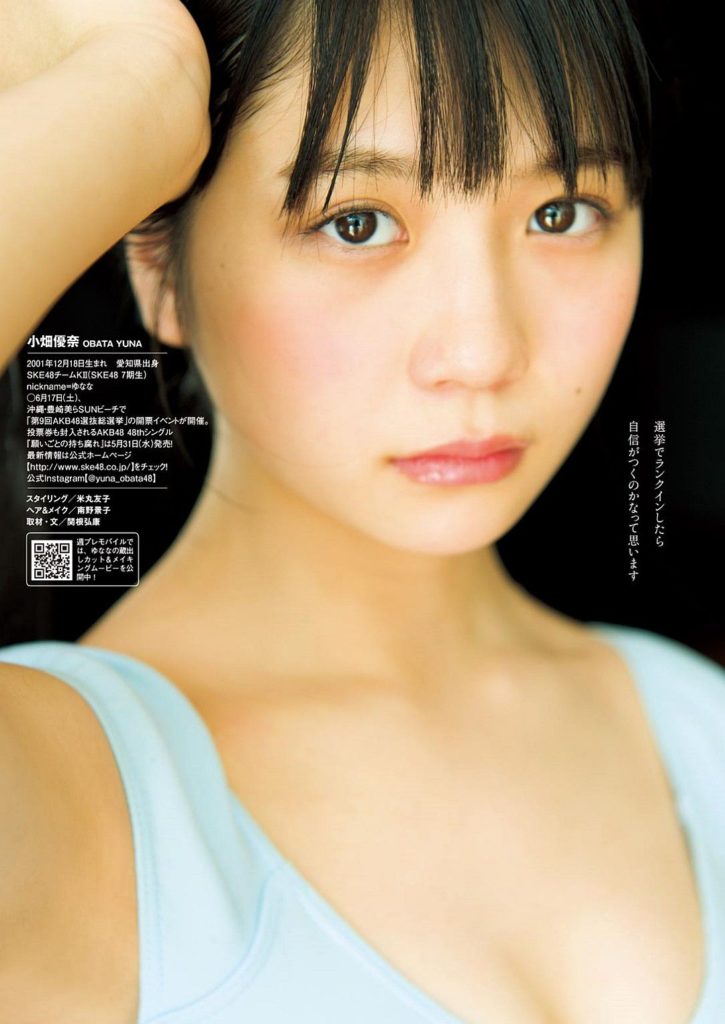 小畑優奈 OBATA YUNA
2001年12月18日生まれ　愛知県出身
SKE48チームKⅡ(SKE48 7期生)
nickname=ゆなな
○6月17日(土)、
沖縄・豊崎美らSUNビーチで
「第9回AKB48選抜総選挙」の開票イベントが開催。
投票券も封入されるAKB48 48thシングル
『願いごとの持ち腐れ』は5月31日(水)発売!
最新情報は公式ホームページ
【http://www.ske48.co.jp/】をチェック!
公式Instagram【@yuna_obata48】
スタイリング／米丸友子
ヘア&メイク／南野景子
取材・文／関根弘康
週プレモバイルで
は、ゆななの蔵出
しカット&メイキ
ングムービーを公
開中！
選挙でランクインしたら
自信がつくのかなって思います